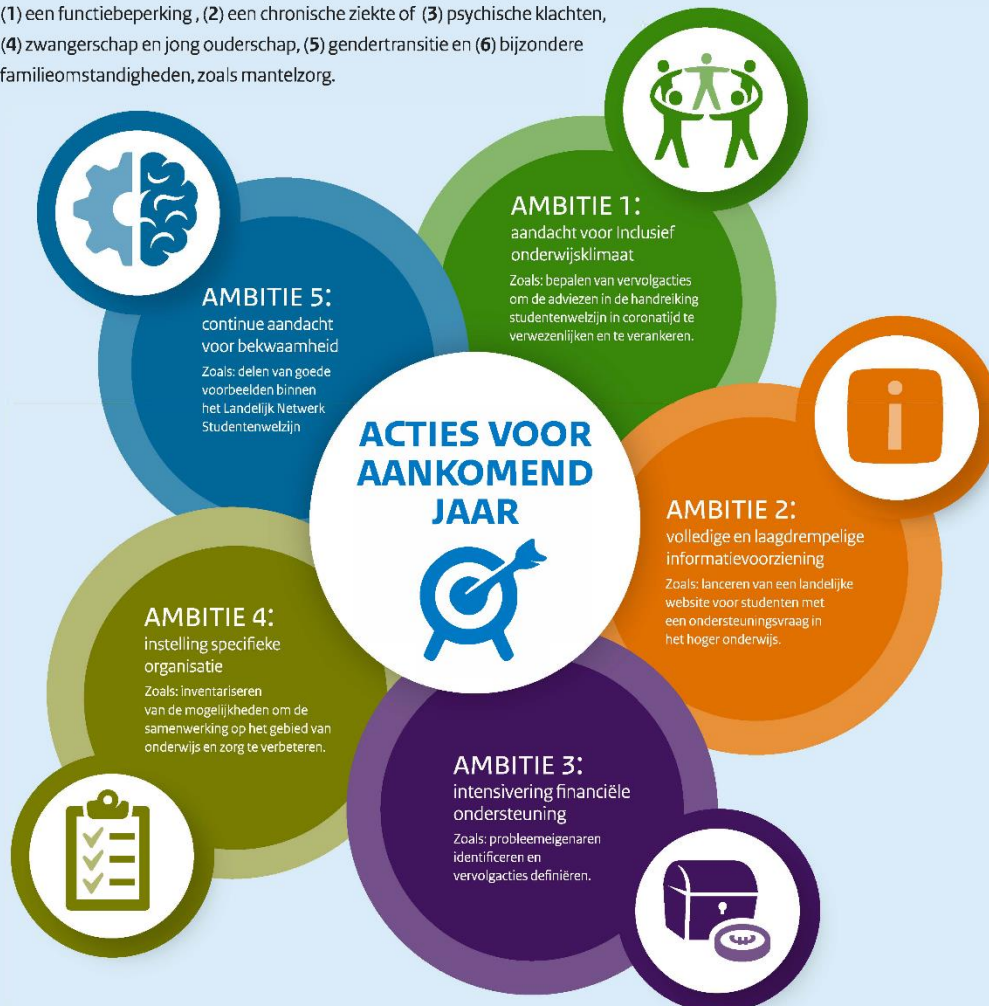 (1) een functiebeperking , (2) een chronische ziekte of (3) psychische klachten,
(4) zwangerschap en jong ouderschap, (5) gendertransitie en (6) bijzondere
familieomstandigheden, zoals mantelzorg.
AMBITIE 1:
aandacht voor Inclusief
onderwijsklimaat
Zoals: bepalen van vervolgacties
om de adviezen in de handreiking
studentenwelzijn in coronatijd te
verwezenlijken en te verankeren.
AMBITIE 5:
continue aandacht
voor bekwaamheid
Zoals: delen van goede
voorbeelden binnen
het Landelijk Netwerk
Studentenwelzijn
ACTIES VOOR
AANKOMEND
JAAR
i
AMBITIE 2:
volledige en laagdrempelige
informatievoorziening
Zoals: lanceren van een landelijke
website voor studenten met
een ondersteuningsvraag in
het hoger onderwijs.
AMBITIE 4:
instelling specifieke
organisatie
Zoals: inventariseren
van de mogelijkheden om de
samenwerking op het gebied van
onderwijs en zorg te verbeteren.
AMBITIE 3:
intensivering financiële
ondersteuning
Zoals: probleemeigenaren
identificeren en
vervolgacties definiëren.